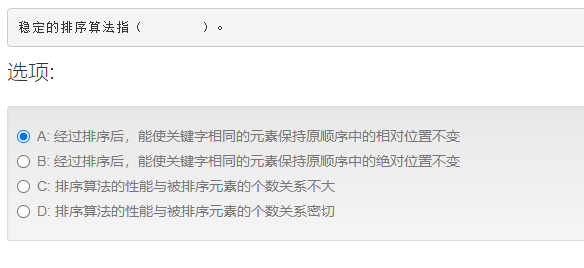 稳定的排序算法指（　　　）。
选项:
A: 经过排序后，能使关键字相同的元素保持原顺序中的相对位置不变
B: 经过排序后，能使关键字相同的元素保持原顺序中的绝对位置不变
C: 排序算法的性能与被排序元素的个数关系不大
D: 排序算法的性能与被排序元素的个数关系密切